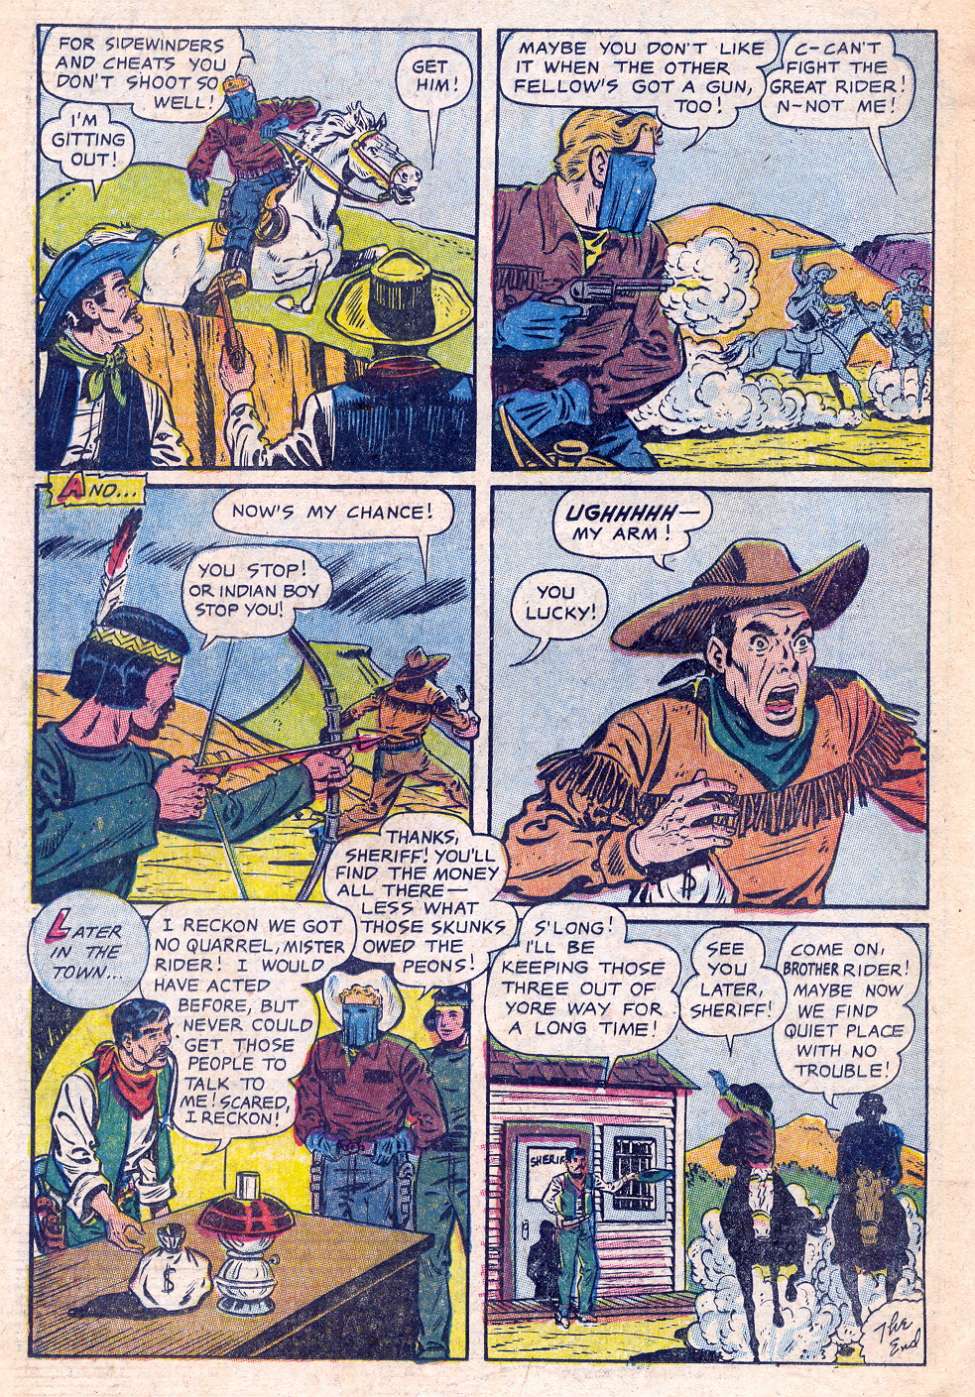 FOR SIDEWINDERS
AND CHEATS YOU
DON'T SHOOT SO
WELL!
GET
HIM!
I'M
GITTING
OUT!
MAYBE YOU DON'T LIKE
IT WHEN THE OTHER
FELLOW'S GOT A GUN,
TOO!
C-CAN'T
FIGHT THE
GREAT RIDER!
N-NOT ME!
AND...
NOW'S MY CHANCE!
YOU STOP!
OR INDIAN BOY
STOP YOU!
UGHHHHH—
MY ARM!
YOU
LUCKY!
$
LATER
IN THE
TOWN...
I RECKON WE GOT
NO QUARREL, MISTER
RIDER! I WOULD
HAVE ACTED
BEFORE, BUT
NEVER COULD
GET THOSE
PEOPLE TO
TALK TO
ME! SCARED,
I RECKON!
THANKS,
SHERIFF! YOU'LL
FIND THE MONEY
ALL THERE—
LESS WHAT
THOSE SKUNKS
OWED THE
PEONS!
$
S'LONG!
I'LL BE
KEEPING THOSE
THREE OUT OF
YORE WAY FOR
A LONG TIME!
SEE
YOU
LATER,
SHERIFF!
COME ON,
BROTHER RIDER!
MAYBE NOW
WE FIND
QUIET PLACE
WITH NO
TROUBLE!
SHERIF
The
End